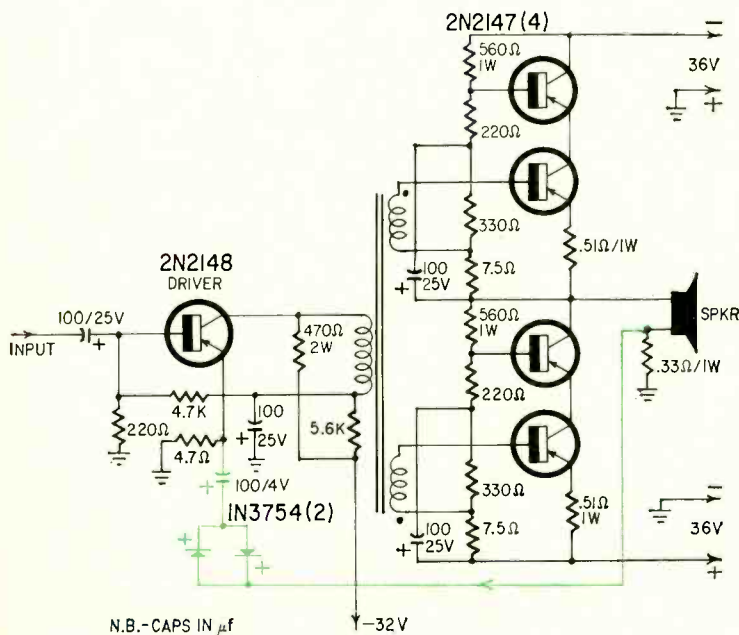 2N2147(4)
560Ω
1W
−
36V
+
220Ω
330Ω
.51Ω/1W
2N2148
DRIVER
100/25V
+
INPUT
470Ω
2W
100
25V
+
7.5Ω
560Ω
1W
SPKR
.33Ω/1W
4.7K
220Ω
4.7Ω
100
25V
+
5.6K
220Ω
100/4V
+
1N3754(2)
+
+
330Ω
.51Ω
1W
−
36V
+
100
25V
+
7.5Ω
N.B.-CAPS IN μf
−32V